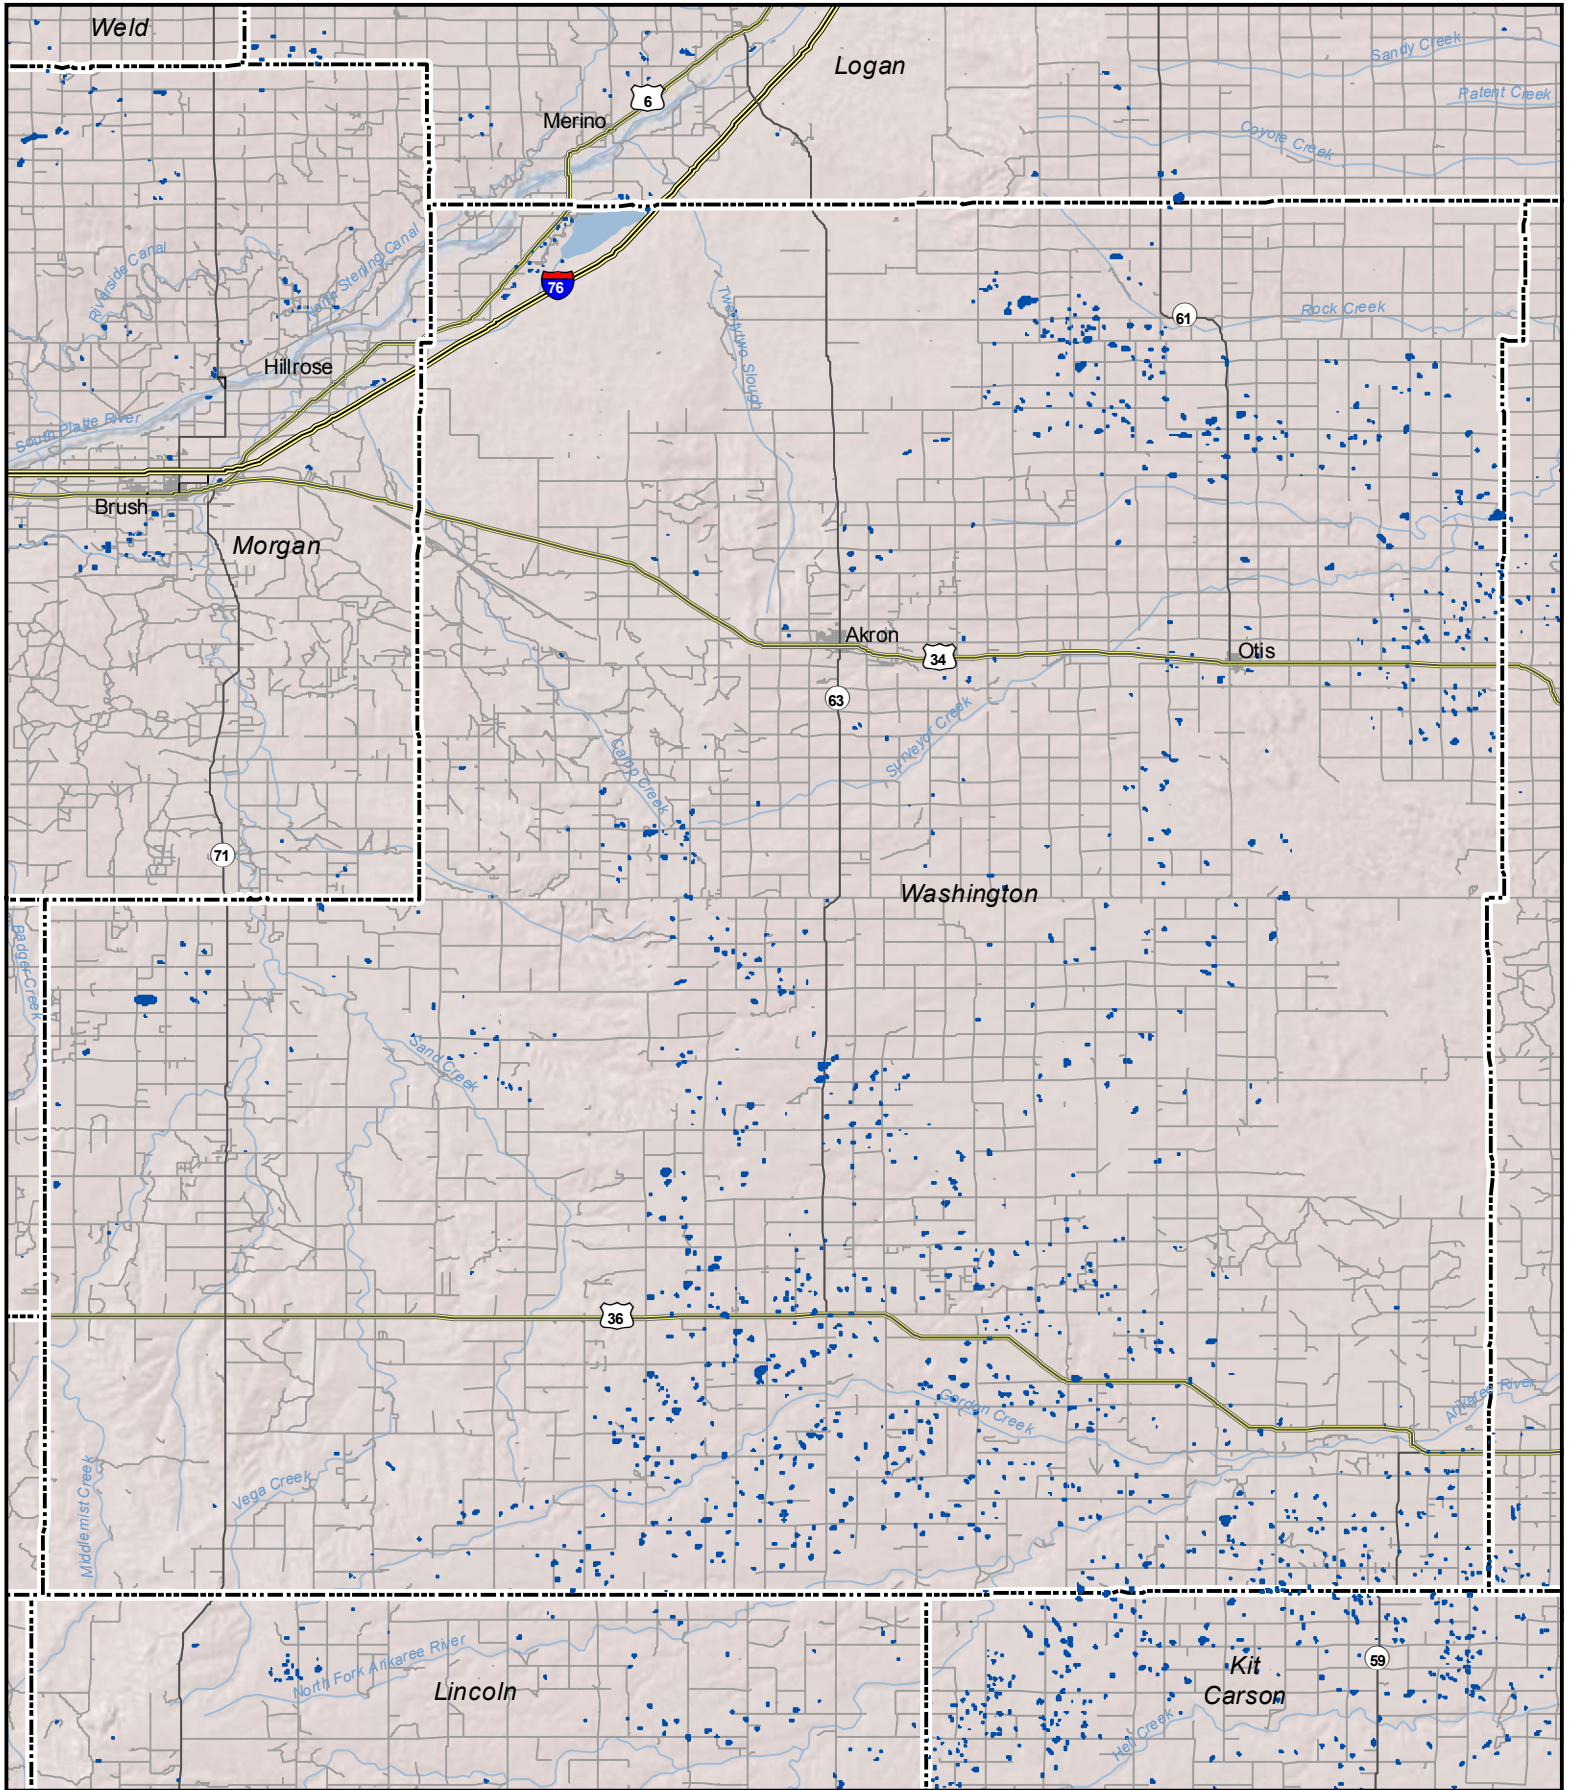 Weld
Logan
Sandy Creek
Patent Creek
6
Merino
Coyote Creek
Riverside Canal
North Sterling Canal
76
Twentytwo Slough
61
Rock Creek
Hillrose
South Platte River
Brush
Morgan
Akron
34
Otis
63
Surveyor Creek
Camp Creek
71
Washington
Badger Creek
Sand Creek
36
Gordon Creek
Arikaree River
Middlemist Creek
Vega Creek
North Fork Arikaree River
Lincoln
Kit
Carson
59
Hell Creek